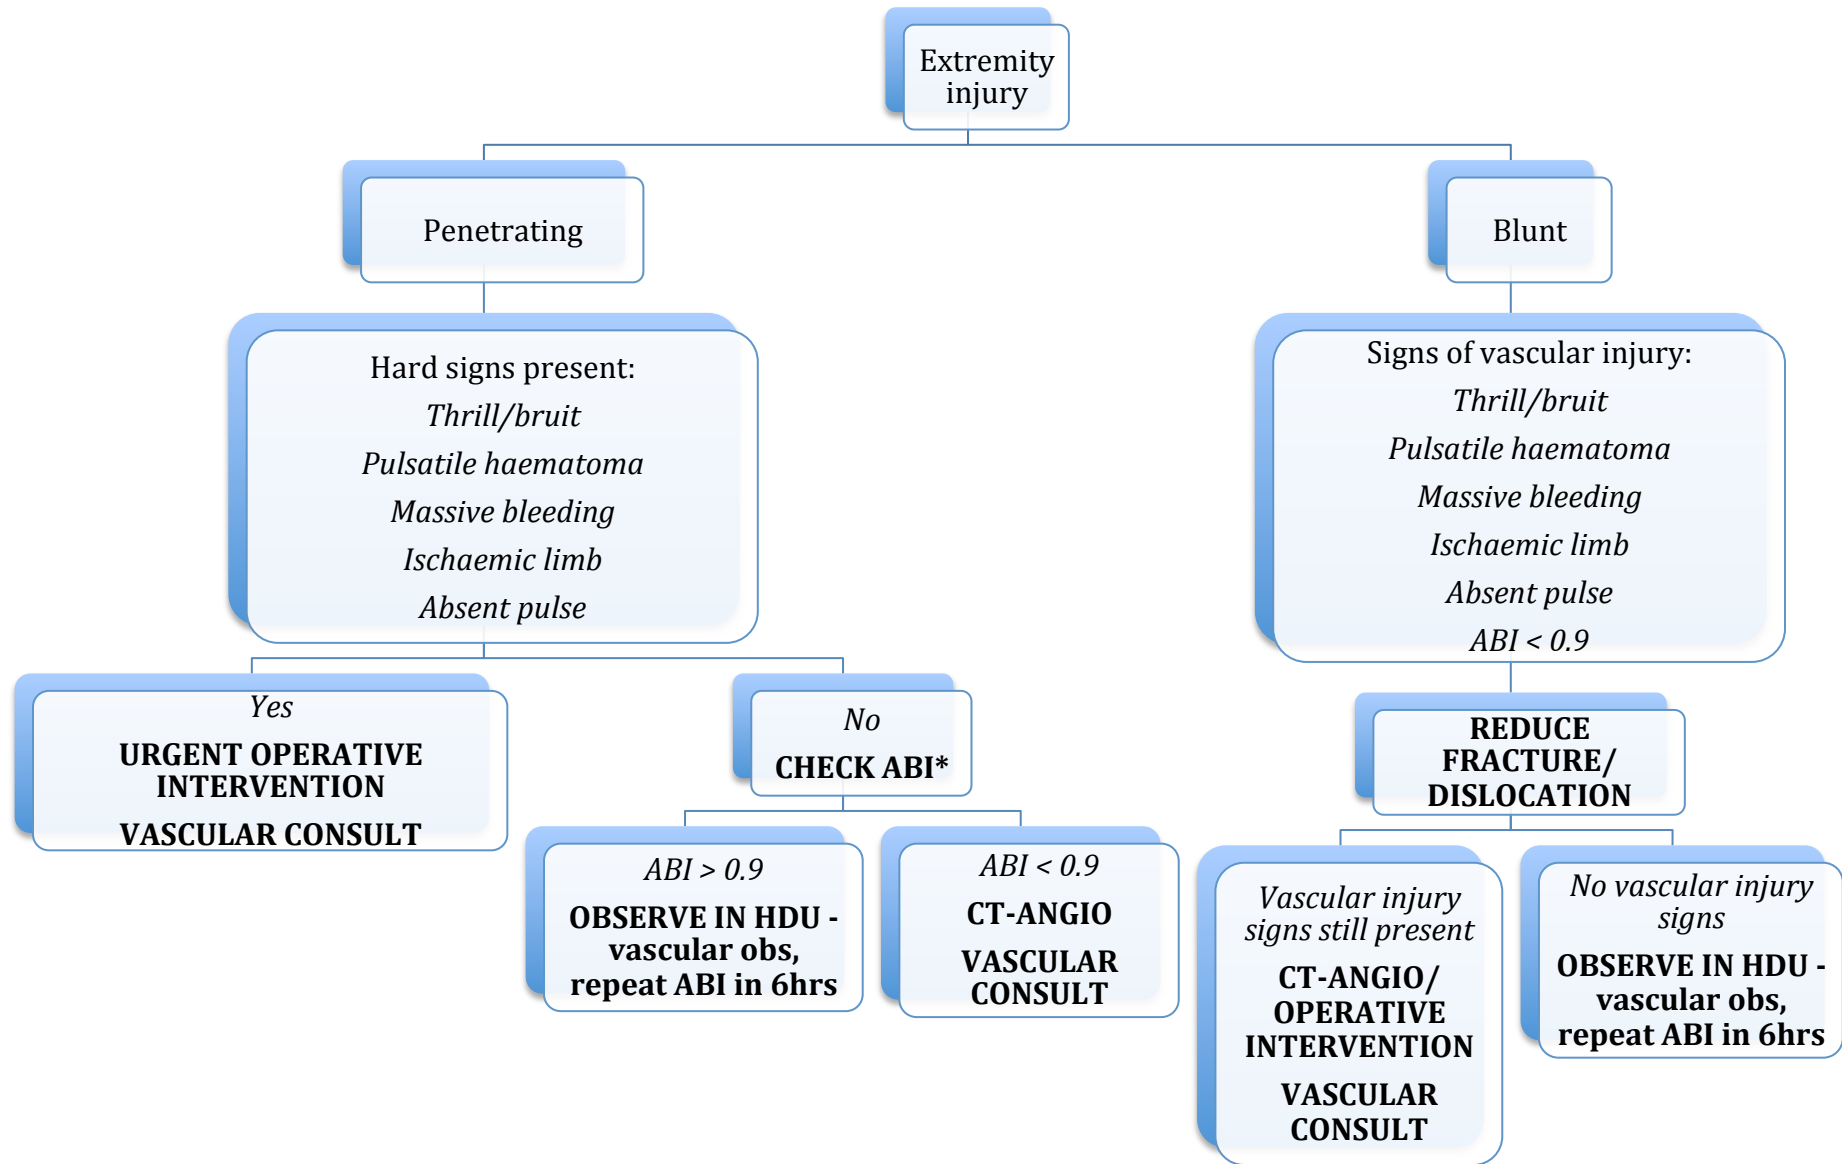 Extremity
injury
Penetrating
Blunt
Hard signs present:
Thrill/bruit
Pulsatile haematoma
Massive bleeding
Ischaemic limb
Absent pulse
Signs of vascular injury:
Thrill/bruit
Pulsatile haematoma
Massive bleeding
Ischaemic limb
Absent pulse
ABI < 0.9
Yes
URGENT OPERATIVE
INTERVENTION
VASCULAR CONSULT
No
CHECK ABI*
REDUCE
FRACTURE/
DISLOCATION
ABI > 0.9
OBSERVE IN HDU -
vascular obs,
repeat ABI in 6hrs
ABI < 0.9
CT-ANGIO
VASCULAR
CONSULT
Vascular injury
signs still present
CT-ANGIO/
OPERATIVE
INTERVENTION
VASCULAR
CONSULT
No vascular injury
signs
OBSERVE IN HDU -
vascular obs,
repeat ABI in 6hrs